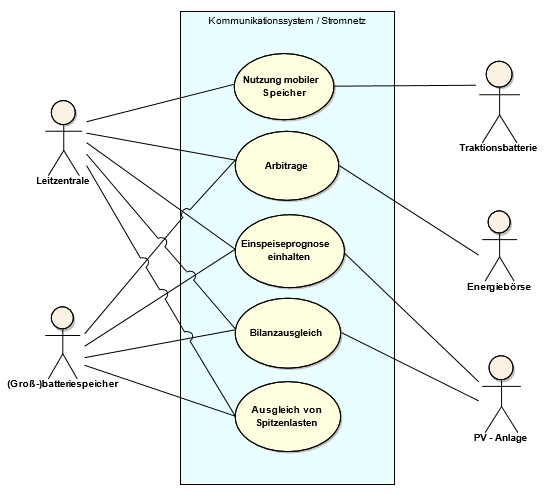 Kommunikationssystem / Stromnetz
Nutzung mobiler
Speicher
Traktionsbatterie
Leitzentrale
Arbitrage
Einspeiseprognose
einhalten
Energiebörse
Bilanzausgleich
(Groß-)batteriespeicher
Ausgleich von
Spitzenlasten
PV - Anlage